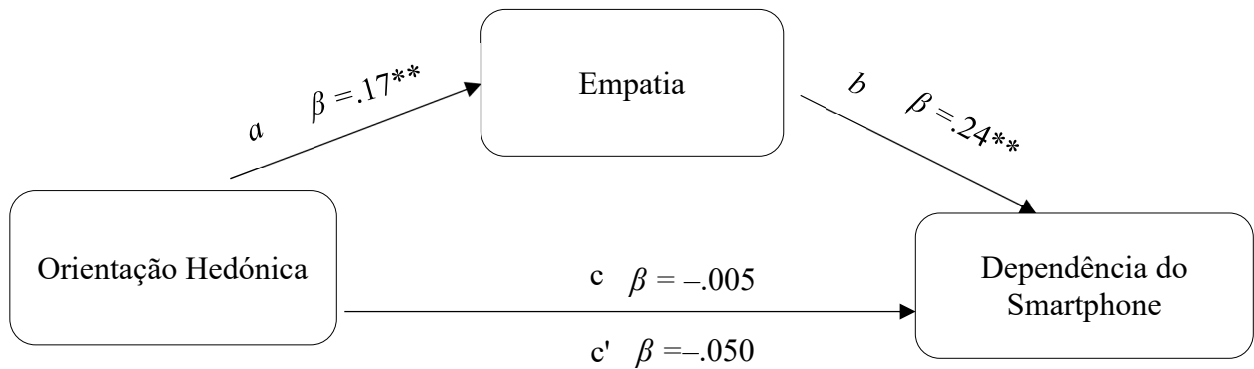 Empatia
a β =.17**
b β =.24**
Orientação Hedónica
c β = –.005
c' β =–.050
Dependência do
Smartphone